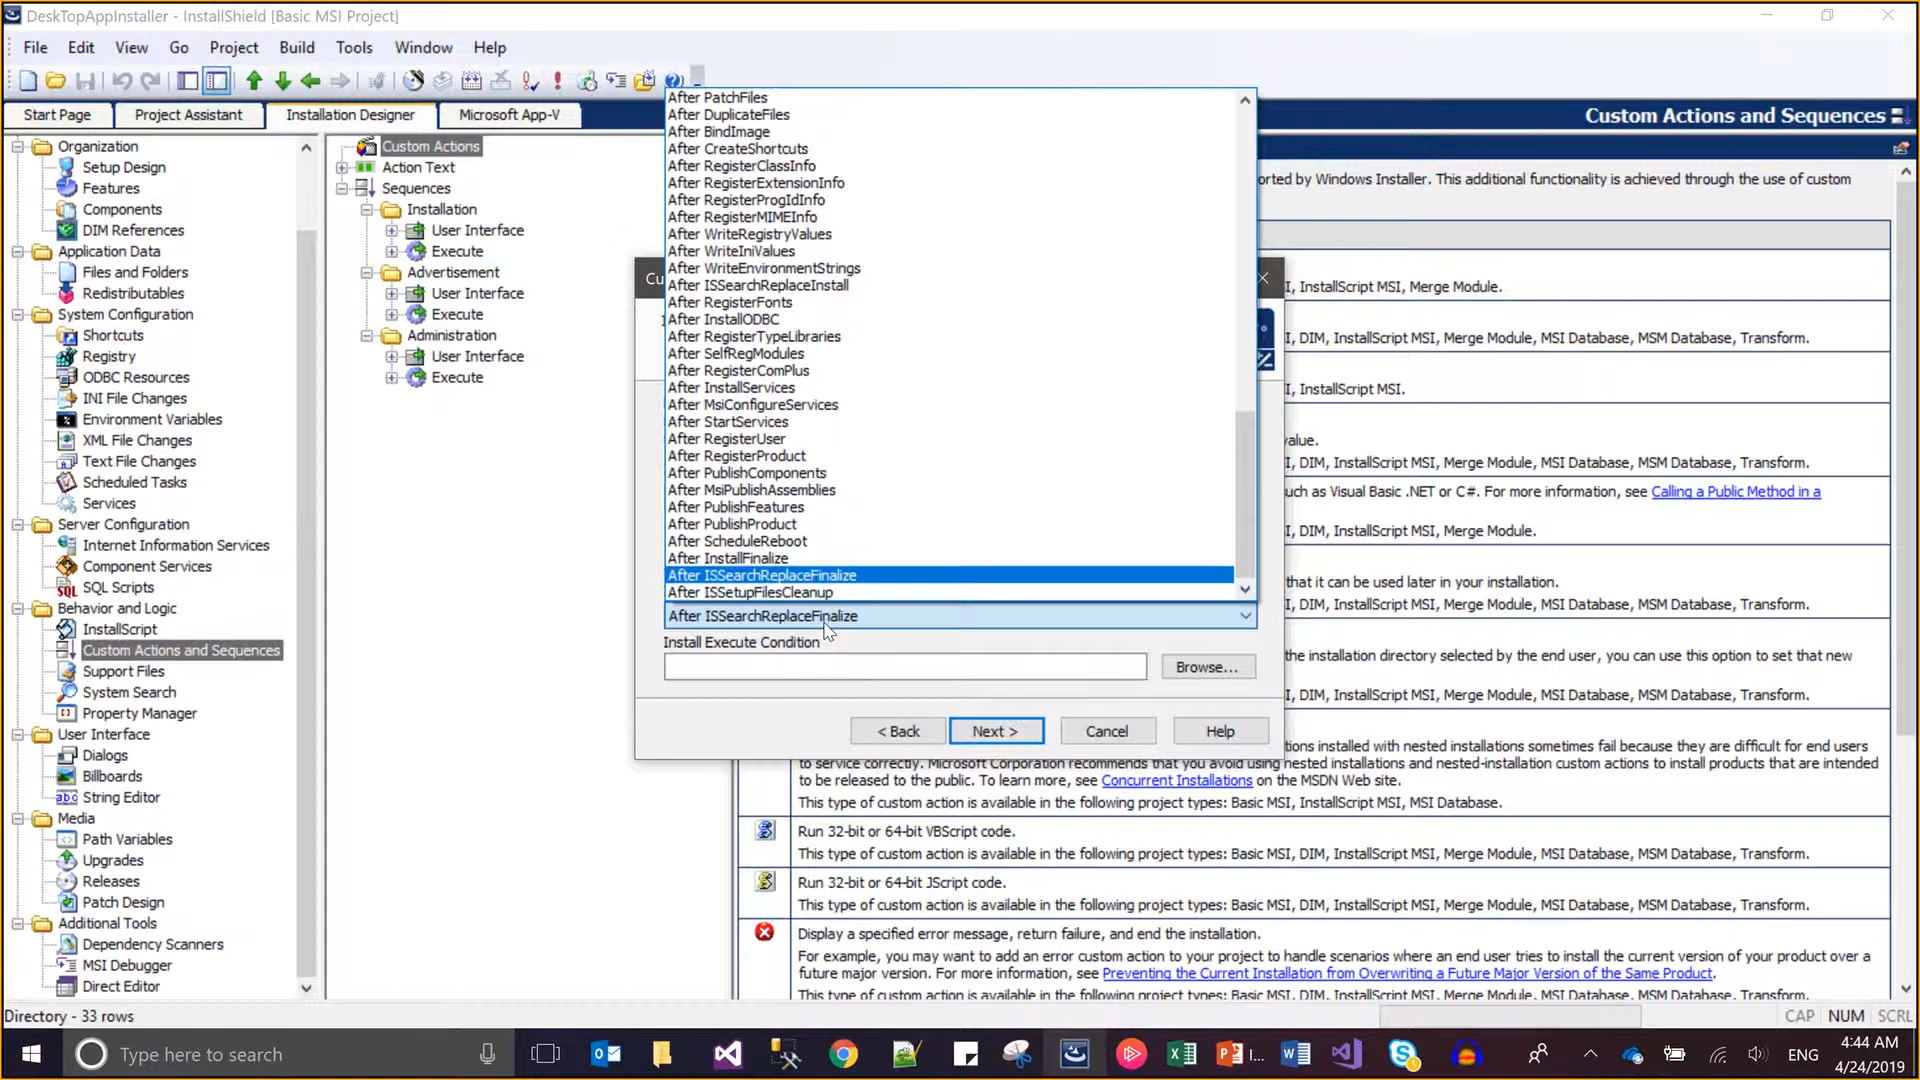 DeskTopAppInstaller - InstallShield [Basic MSI Project]
File Edit View Go Project Build Tools Window Help
Start Page Project Assistant Installation Designer Microsoft App-V Custom Actions and Sequences
Organization
Setup Design
Features
Components
DIM References
Application Data
Files and Folders
Redistributables
System Configuration
Shortcuts
Registry
ODBC Resources
INI File Changes
Environment Variables
XML File Changes
Text File Changes
Scheduled Tasks
Services
Server Configuration
Internet Information Services
Component Services
SQL Scripts
Behavior and Logic
InstallScript
Custom Actions and Sequences
Support Files
System Search
Property Manager
User Interface
Dialogs
Billboards
String Editor
Media
Path Variables
Upgrades
Releases
Patch Design
Additional Tools
Dependency Scanners
MSI Debugger
Direct Editor
Custom Actions
Action Text
Sequences
Installation
User Interface
Execute
Advertisement
User Interface
Execute
Administration
User Interface
Execute
After PatchFiles
After DuplicateFiles
After BindImage
After CreateShortcuts
After RegisterClassInfo
After RegisterExtensionInfo
After RegisterProgIdInfo
After RegisterMIMEInfo
After WriteRegistryValues
After WriteIniValues
After WriteEnvironmentStrings
After ISSearchReplaceInstall
After RegisterFonts
After InstallODBC
After RegisterTypeLibraries
After SelfRegModules
After RegisterComPlus
After InstallServices
After MsiConfigureServices
After StartServices
After RegisterUser
After RegisterProduct
After PublishComponents
After MsiPublishAssemblies
After PublishFeatures
After PublishProduct
After ScheduleReboot
After InstallFinalize
After ISSearchReplaceFinalize
After ISSetupFilesCleanup
After ISSearchReplaceFinalize
Install Execute Condition
Browse...
< Back Next > Cancel Help
Cu
orted by Windows Installer. This additional functionality is achieved through the use of custom
I, InstallScript MSI, Merge Module.
I, DIM, InstallScript MSI, Merge Module, MSI Database, MSM Database, Transform.
I, InstallScript MSI.
value.
I, DIM, InstallScript MSI, Merge Module, MSI Database, MSM Database, Transform.
uch as Visual Basic .NET or C#. For more information, see Calling a Public Method in a
I, DIM, InstallScript MSI, Merge Module.
that it can be used later in your installation.
I, DIM, InstallScript MSI, Merge Module, MSI Database, MSM Database, Transform.
the installation directory selected by the end user, you can use this option to set that new
I, DIM, InstallScript MSI, Merge Module, MSI Database, MSM Database, Transform.
tions installed with nested installations sometimes fail because they are difficult for end users
to service correctly. Microsoft Corporation recommends that you avoid using nested installations and nested-installation custom actions to install products that are intended
to be released to the public. To learn more, see Concurrent Installations on the MSDN Web site.
This type of custom action is available in the following project types: Basic MSI, InstallScript MSI, MSI Database.
Run 32-bit or 64-bit VBScript code.
This type of custom action is available in the following project types: Basic MSI, DIM, InstallScript MSI, Merge Module, MSI Database, MSM Database, Transform.
Run 32-bit or 64-bit JScript code.
This type of custom action is available in the following project types: Basic MSI, DIM, InstallScript MSI, Merge Module, MSI Database, MSM Database, Transform.
Display a specified error message, return failure, and end the installation.
For example, you may want to add an error custom action to your project to handle scenarios where an end user tries to install the current version of your product over a
future major version. For more information, see Preventing the Current Installation from Overwriting a Future Major Version of the Same Product.
This type of custom action is available in the following project types: Basic MSI, DIM, InstallScript MSI, Merge Module, MSI Database, MSM Database, Transform.
Directory - 33 rows CAP NUM SCRL
Type here to search ENG 4:44 AM
4/24/2019